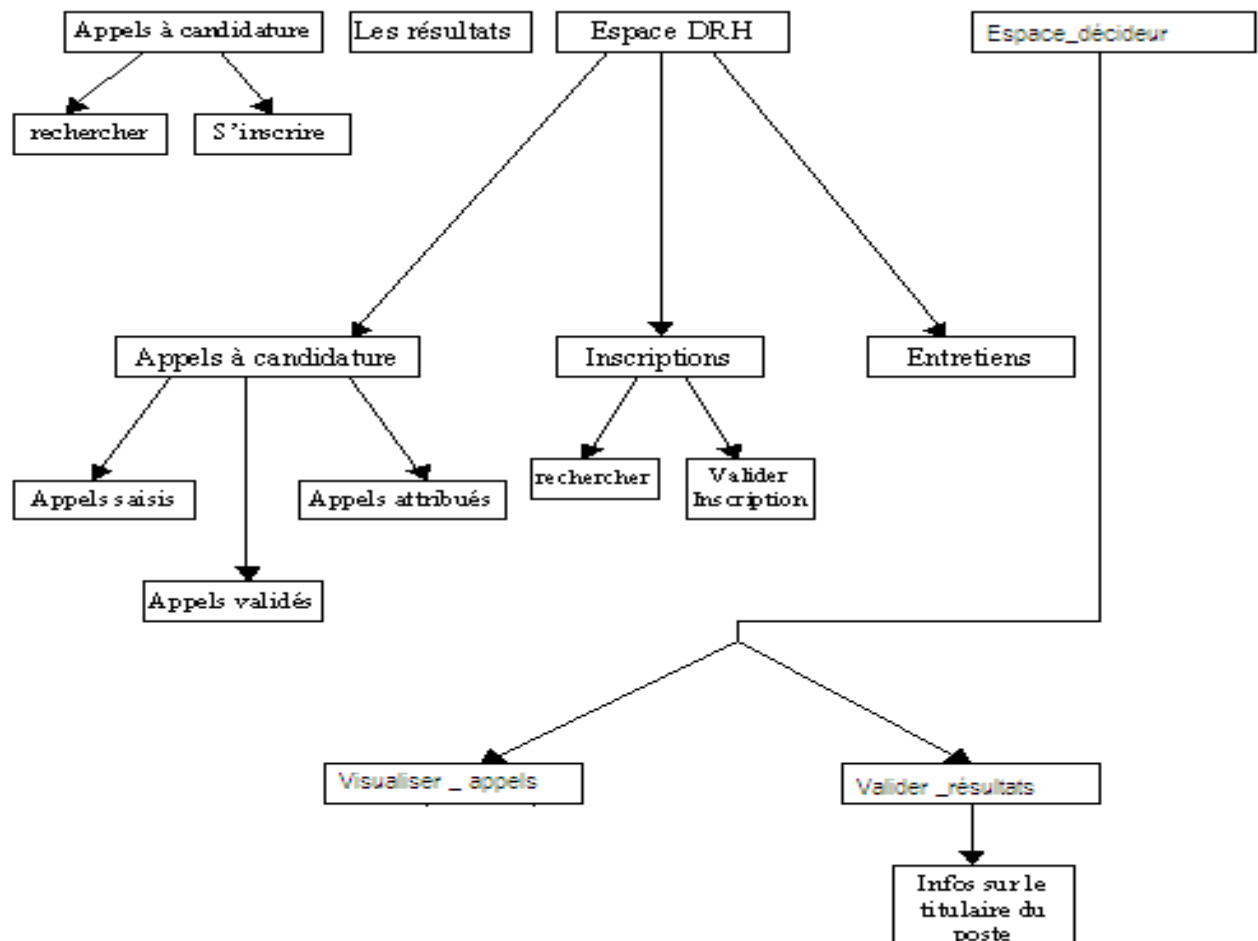 Appels à candidature
Les résultats
Espace DRH
Espace_décideur
rechercher
S'inscrire
Appels à candidature
Inscriptions
Entretiens
Appels saisis
Appels attribués
rechercher
Valider
Inscription
Appels validés
Visualiser _ appels
Valider _résultats
Infos sur le
titulaire du
poste